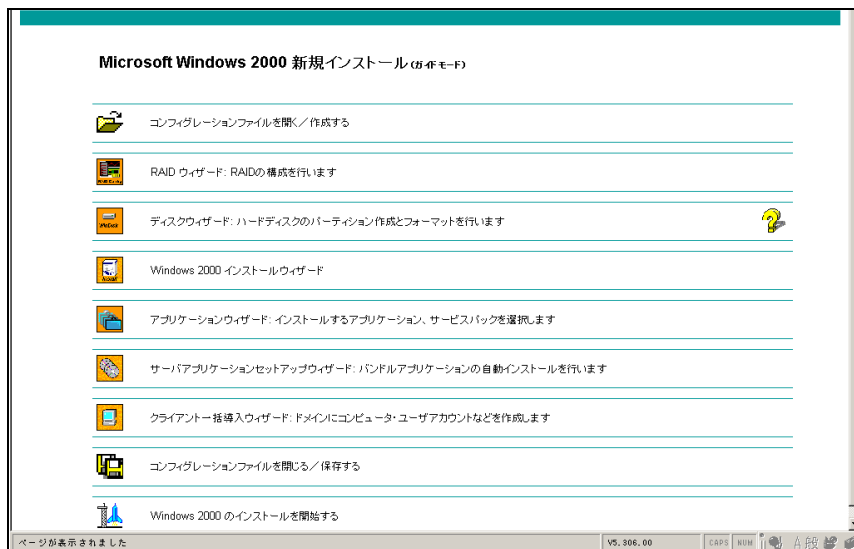 Microsoft Windows 2000 新規インストール(ガイドモード)
コンフィグレーションファイルを開く／作成する
RAID ウィザード: RAIDの構成を行います
ディスクウィザード: ハードディスクのパーティション作成とフォーマットを行います
Windows 2000 インストールウィザード
アプリケーションウィザード: インストールするアプリケーション、サービスパックを選択します
サーバアプリケーションセットアップウィザード: バンドルアプリケーションの自動インストールを行います
クライアント一括導入ウィザード: ドメインにコンピュータ・ユーザアカウントなどを作成します
コンフィグレーションファイルを閉じる／保存する
Windows 2000 のインストールを開始する
ページが表示されました V5.306.00 CAPS NUM A 般